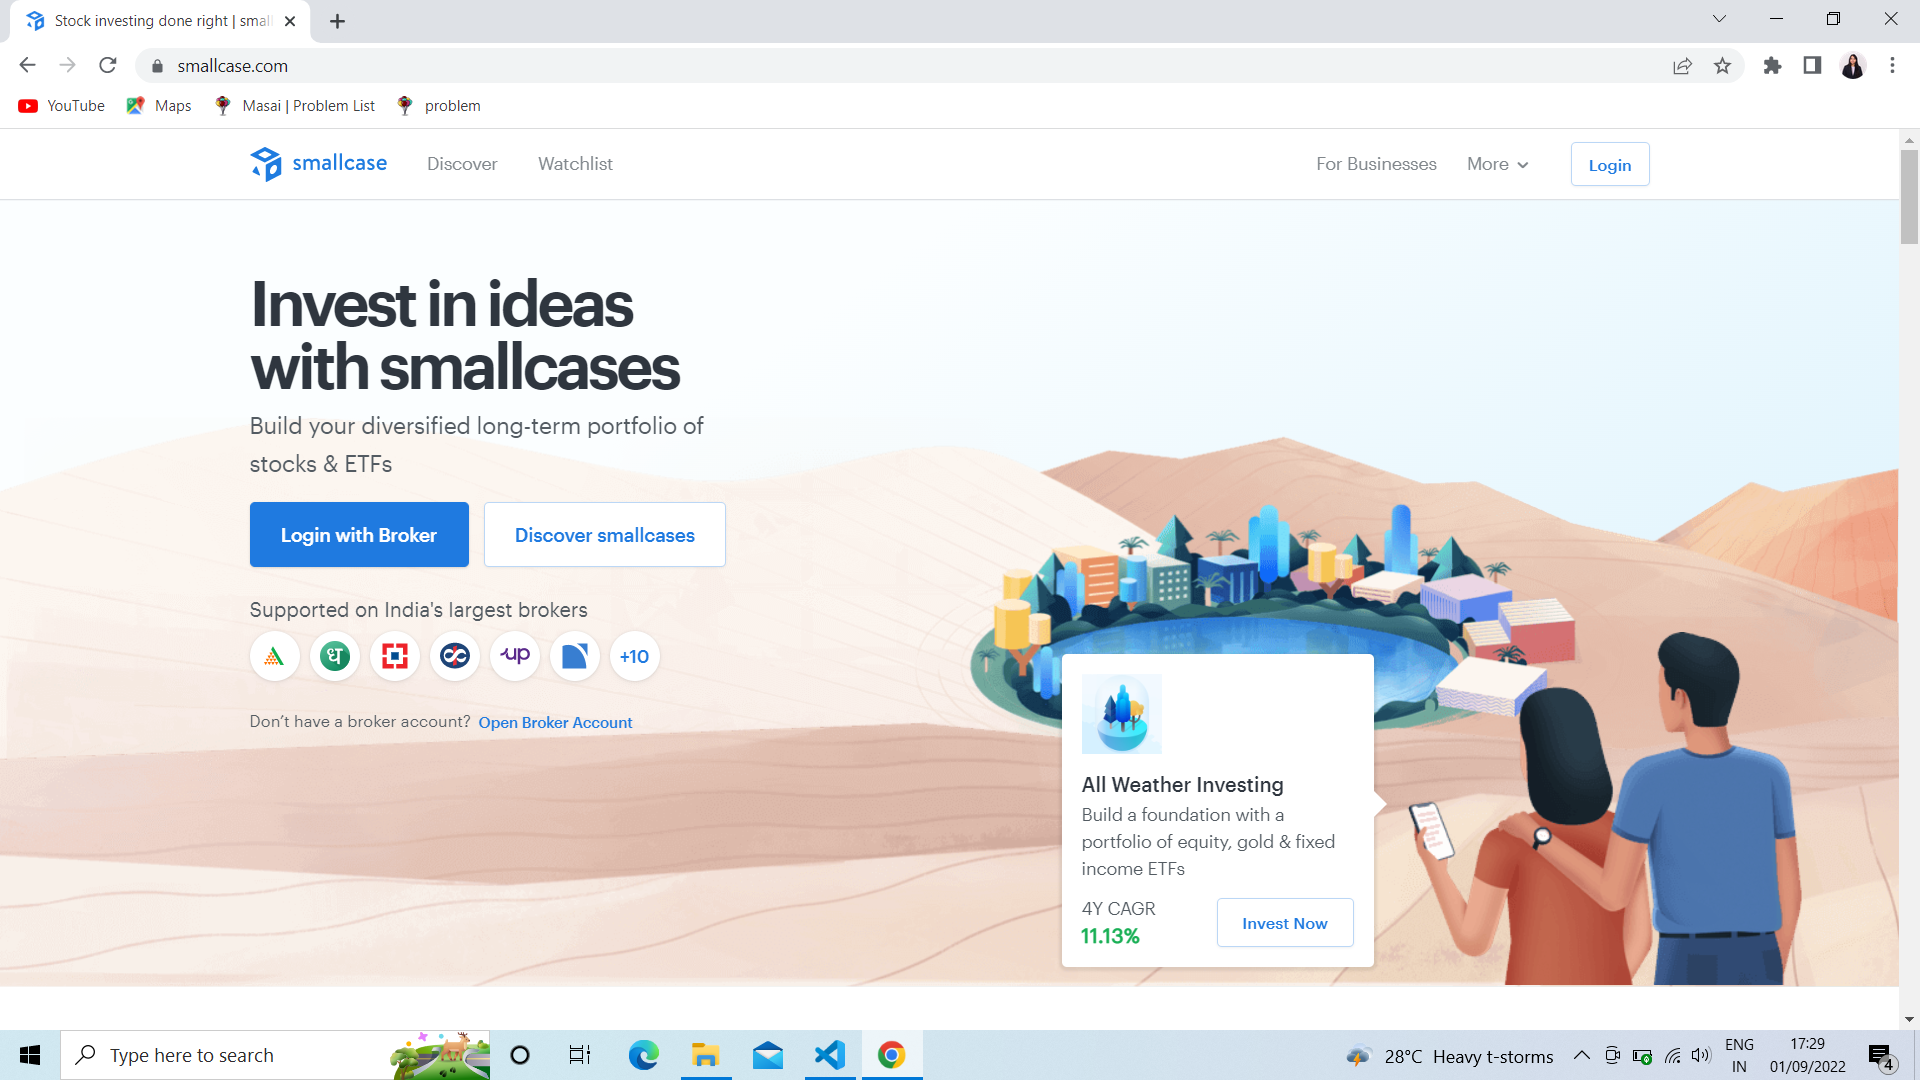 Stock investing done right | smal
smallcase.com
YouTube
Maps
Masai | Problem List
problem
smallcase
Discover
Watchlist
For Businesses
More
Login
Invest in ideas
with smallcases
Build your diversified long-term portfolio of
stocks & ETFs
Login with Broker
Discover smallcases
Supported on India's largest brokers
ध
up
+10
Don't have a broker account? Open Broker Account
All Weather Investing
Build a foundation with a
portfolio of equity, gold & fixed
income ETFs
4Y CAGR
11.13%
Invest Now
Type here to search
28°C Heavy t-storms
ENG
IN
17:29
01/09/2022
4